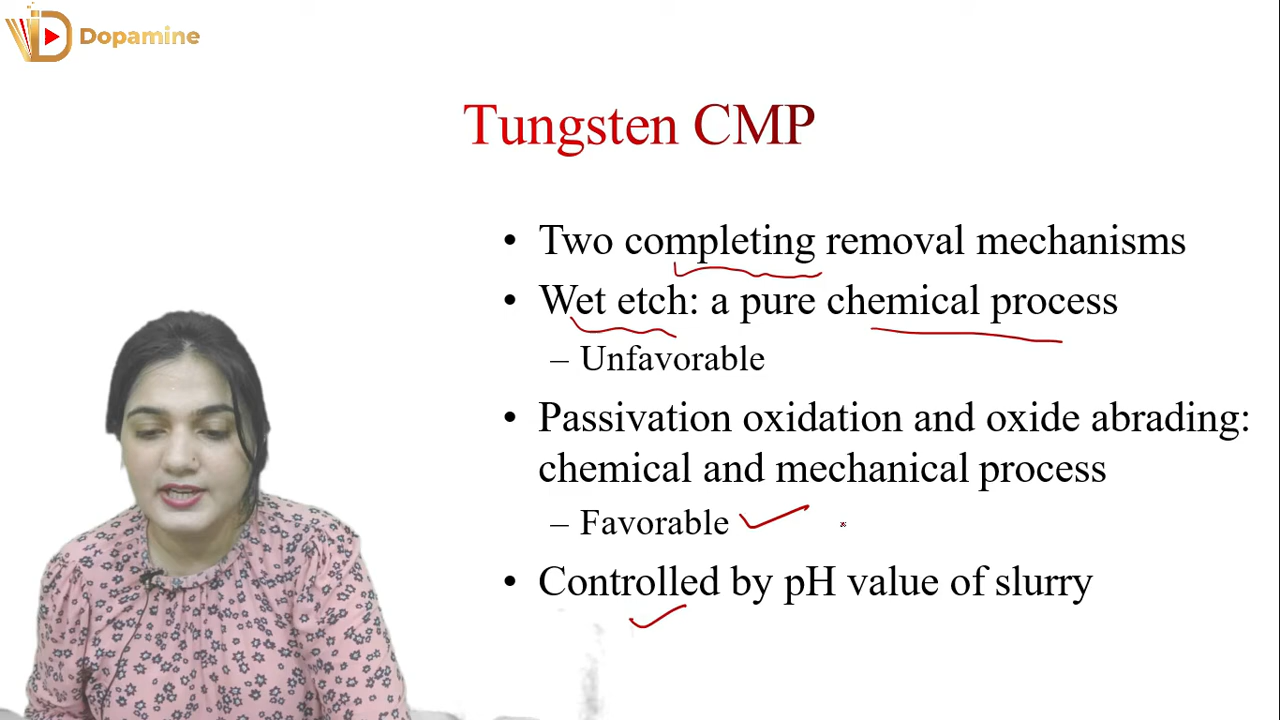 Dopamine
Tungsten CMP
• Two completing removal mechanisms
• Wet etch: a pure chemical process
– Unfavorable
• Passivation oxidation and oxide abrading:
chemical and mechanical process
– Favorable
• Controlled by pH value of slurry